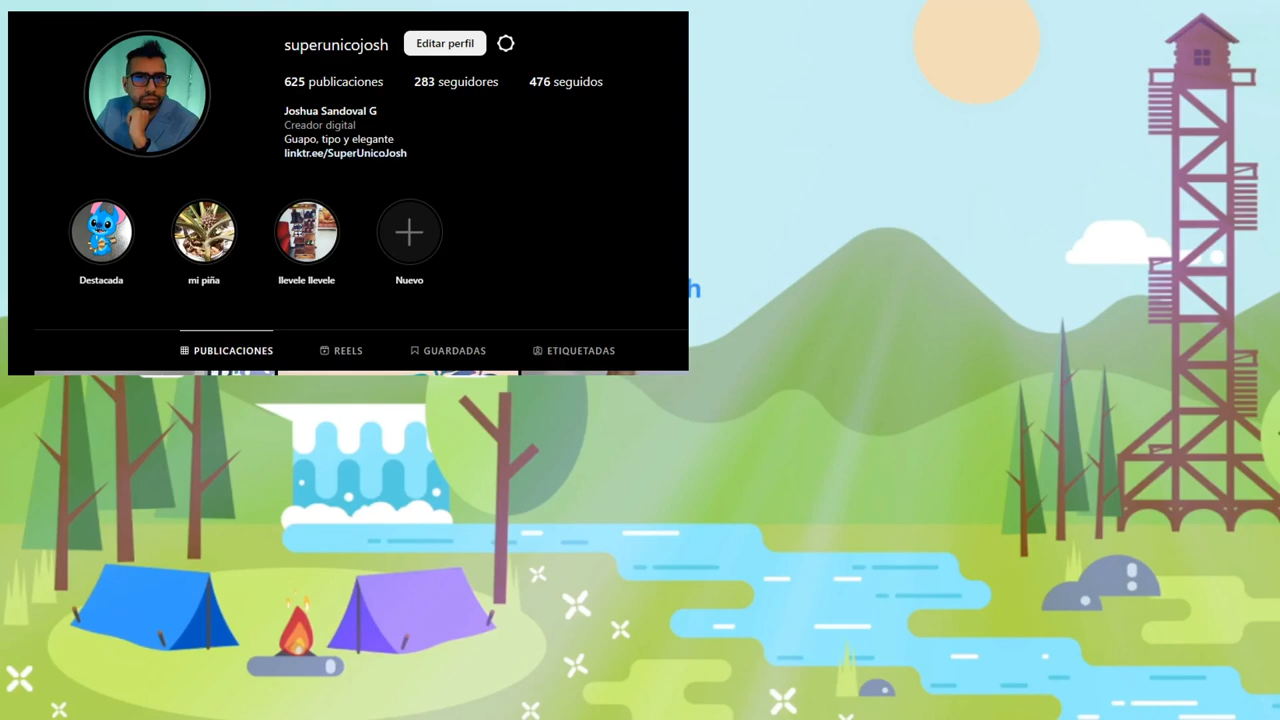 superunicojosh Editar perfil
625 publicaciones 283 seguidores 476 seguidos
Joshua Sandoval G
Creador digital
Guapo, tipo y elegante
linktr.ee/SuperUnicoJosh
Destacada mi piña llevele llevele Nuevo
h
PUBLICACIONES REELS GUARDADAS ETIQUETADAS